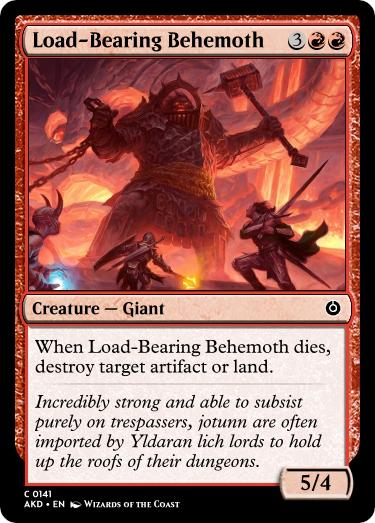 Load-Bearing Behemoth 3
Creature — Giant
When Load-Bearing Behemoth dies,
destroy target artifact or land.
Incredibly strong and able to subsist
purely on trespassers, jotunn are often
imported by Yldaran lich lords to hold
up the roofs of their dungeons.
5/4
C 0141
AKD • EN Wizards of the Coast